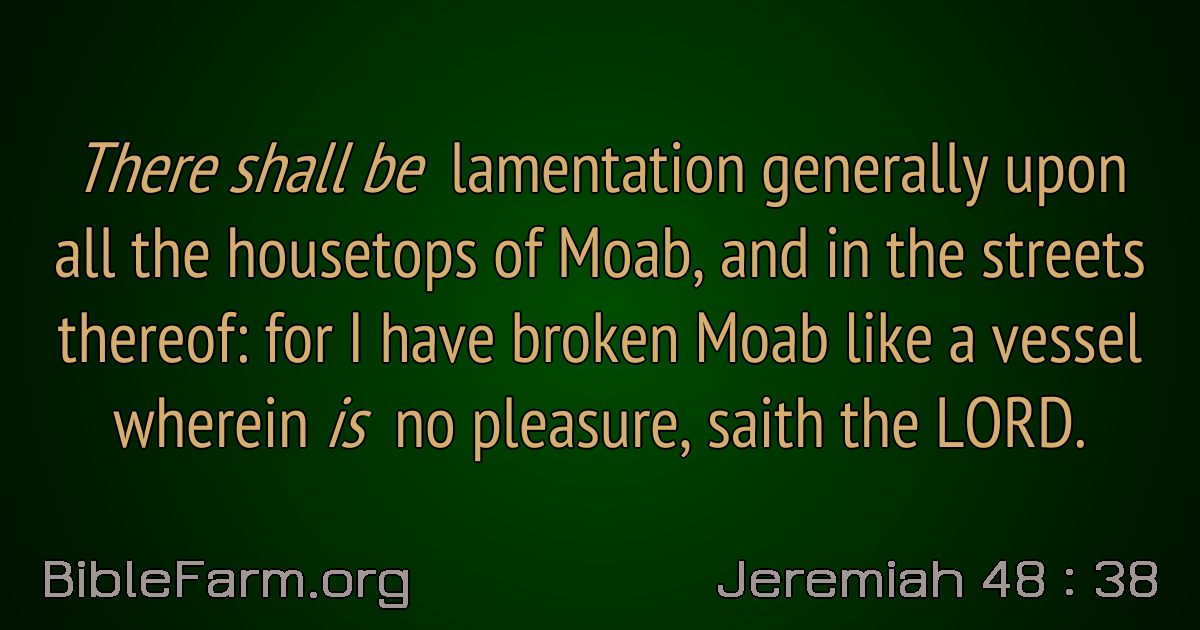 There shall be lamentation generally upon
all the housetops of Moab, and in the streets
thereof: for I have broken Moab like a vessel
wherein is no pleasure, saith the LORD.
BibleFarm.org
Jeremiah 48 : 38